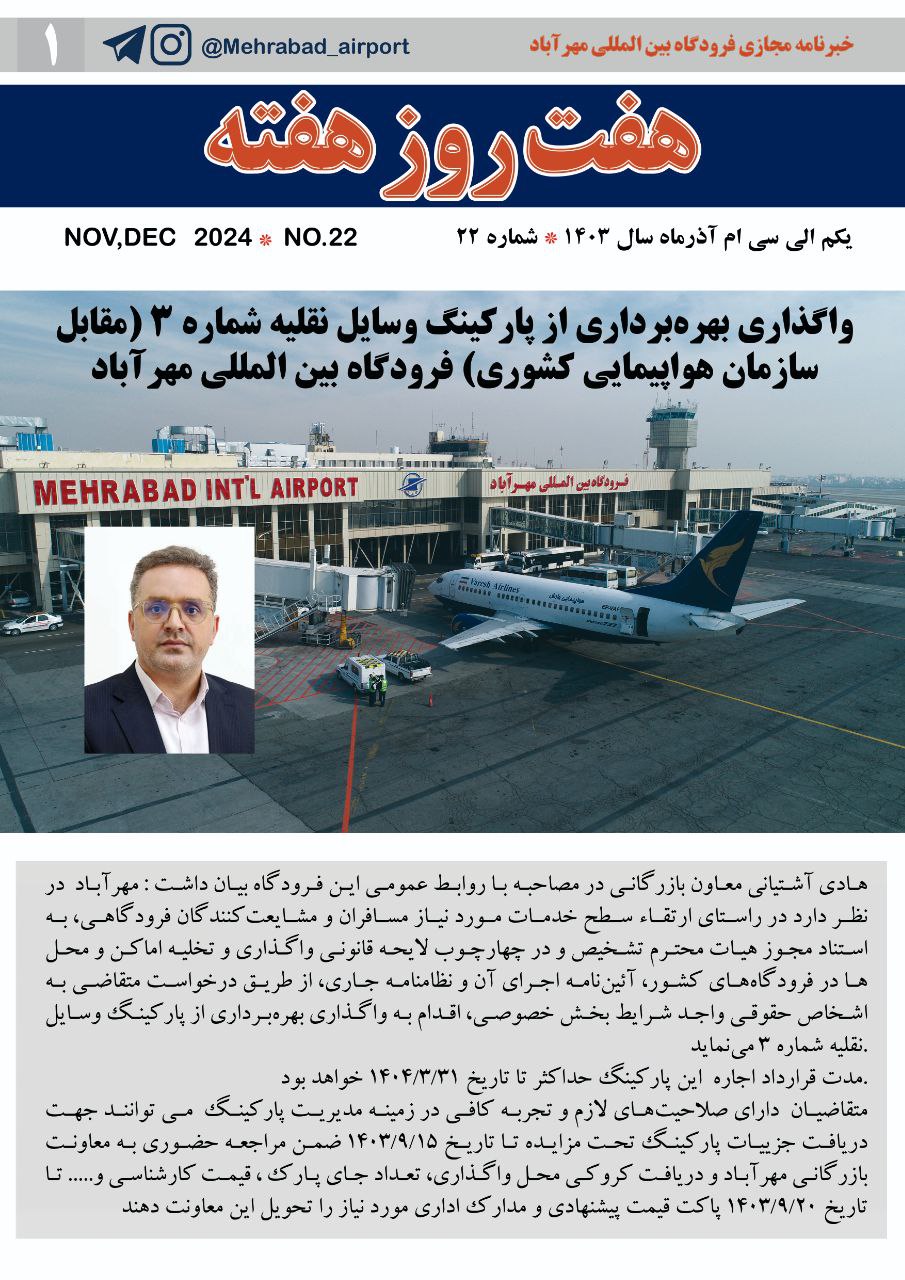 خبرنامه مجازی فرودگاه بین المللی مهرآباد
@Mehrabad_airport
۱
هفت روز هفته
یکم الی سی ام آذرماه سال ۱۴۰۳ * شماره ۲۲
NOV,DEC 2024 * NO.22
واگذاری بهره‌برداری از پارکینگ وسایل نقلیه شماره ۳ (مقابل
سازمان هواپیمایی کشوری) فرودگاه بین المللی مهرآباد
MEHRABAD INT'L AIRPORT
فرودگاه بین المللی مهرآباد
Varesh Airlines
هواپیمایی وارش
هادی آشتیانی معاون بازرگانی در مصاحبه با روابط عمومی این فرودگاه بیان داشت : مهرآباد در
نظر دارد در راستای ارتقاء سطح خدمات مورد نیاز مسافران و مشایعت‌کنندگان فرودگاهی، به
استناد مجوز هیات محترم تشخیص و در چهارچوب لایحه قانونی واگذاری و تخلیه اماکن و محل
ها در فرودگاه‌های کشور، آئین‌نامه اجرای آن و نظامنامه جاری، از طریق درخواست متقاضی به
اشخاص حقوقی واجد شرایط بخش خصوصی، اقدام به واگذاری بهره‌برداری از پارکینگ وسایل
.نقلیه شماره ۳ می‌نماید
.مدت قرارداد اجاره این پارکینگ حداکثر تا تاریخ ۱۴۰۴/۳/۳۱ خواهد بود
متقاضیان دارای صلاحیت‌های لازم و تجربه کافی در زمینه مدیریت پارکینگ می توانند جهت
دریافت جزییات پارکینگ تحت مزایده تا تاریخ ۱۴۰۳/۹/۱۵ ضمن مراجعه حضوری به معاونت
بازرگانی مهرآباد و دریافت کروکی محل واگذاری، تعداد جای پارک ، قیمت کارشناسی و..... تا
تاریخ ۱۴۰۳/۹/۲۰ پاکت قیمت پیشنهادی و مدارک اداری مورد نیاز را تحویل این معاونت دهند